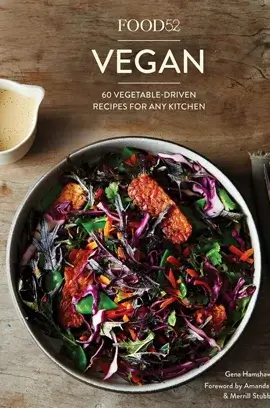 FOOD52
VEGAN
60 VEGETABLE-DRIVEN
RECIPES FOR ANY KITCHEN
Gena Hamshaw
Foreword by Amanda
& Merrill Stubb